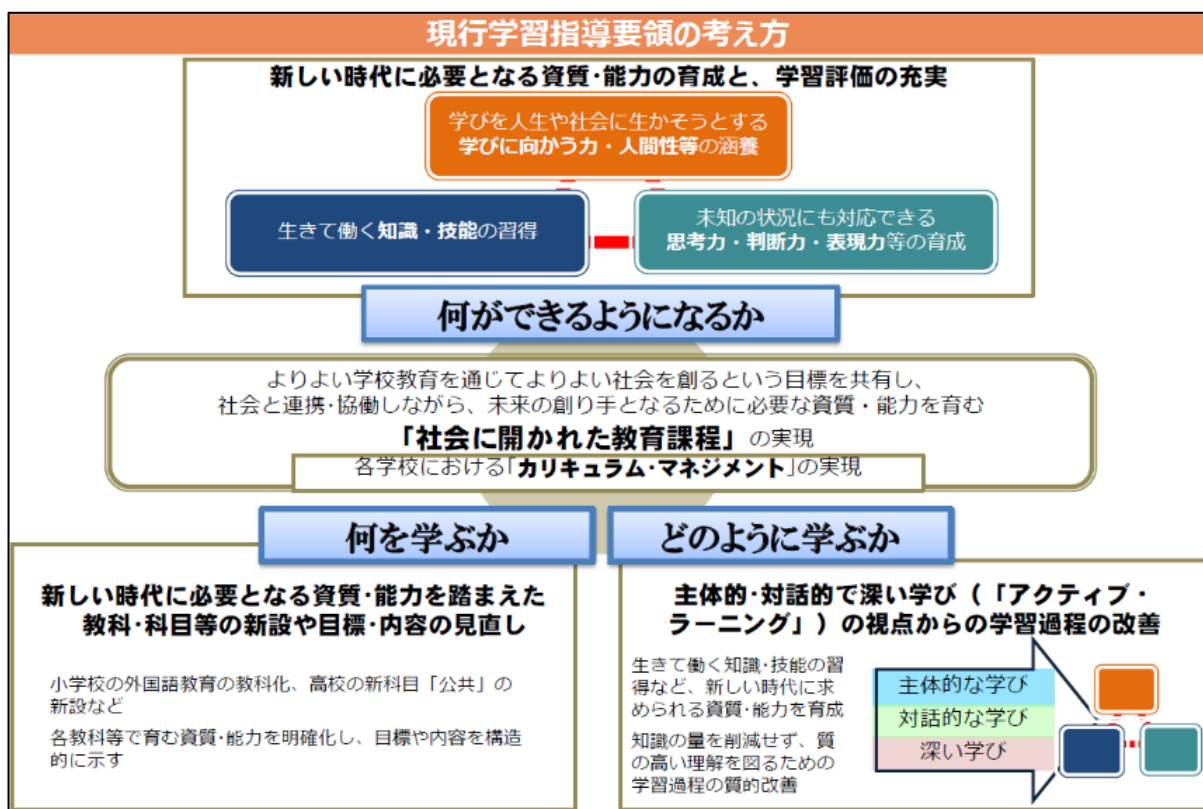 現行学習指導要領の考え方
新しい時代に必要となる資質・能力の育成と、学習評価の充実
学びを人生や社会に生かそうとする
学びに向かう力・人間性等の涵養
生きて働く知識・技能の習得
未知の状況にも対応できる
思考力・判断力・表現力等の育成
何ができるようになるか
よりよい学校教育を通じてよりよい社会を創るという目標を共有し、
社会と連携・協働しながら、未来の創り手となるために必要な資質・能力を育む
「社会に開かれた教育課程」の実現
各学校における「カリキュラム・マネジメント」の実現
何を学ぶか
新しい時代に必要となる資質・能力を踏まえた
教科・科目等の新設や目標・内容の見直し
小学校の外国語教育の教科化、高校の新科目「公共」の
新設など
各教科等で育む資質・能力を明確化し、目標や内容を構造
的に示す
どのように学ぶか
主体的・対話的で深い学び（「アクティブ・
ラーニング」）の視点からの学習過程の改善
生きて働く知識・技能の習
得など、新しい時代に求
められる資質・能力を育成
知識の量を削減せず、質
の高い理解を図るための
学習過程の質的改善
主体的な学び
対話的な学び
深い学び